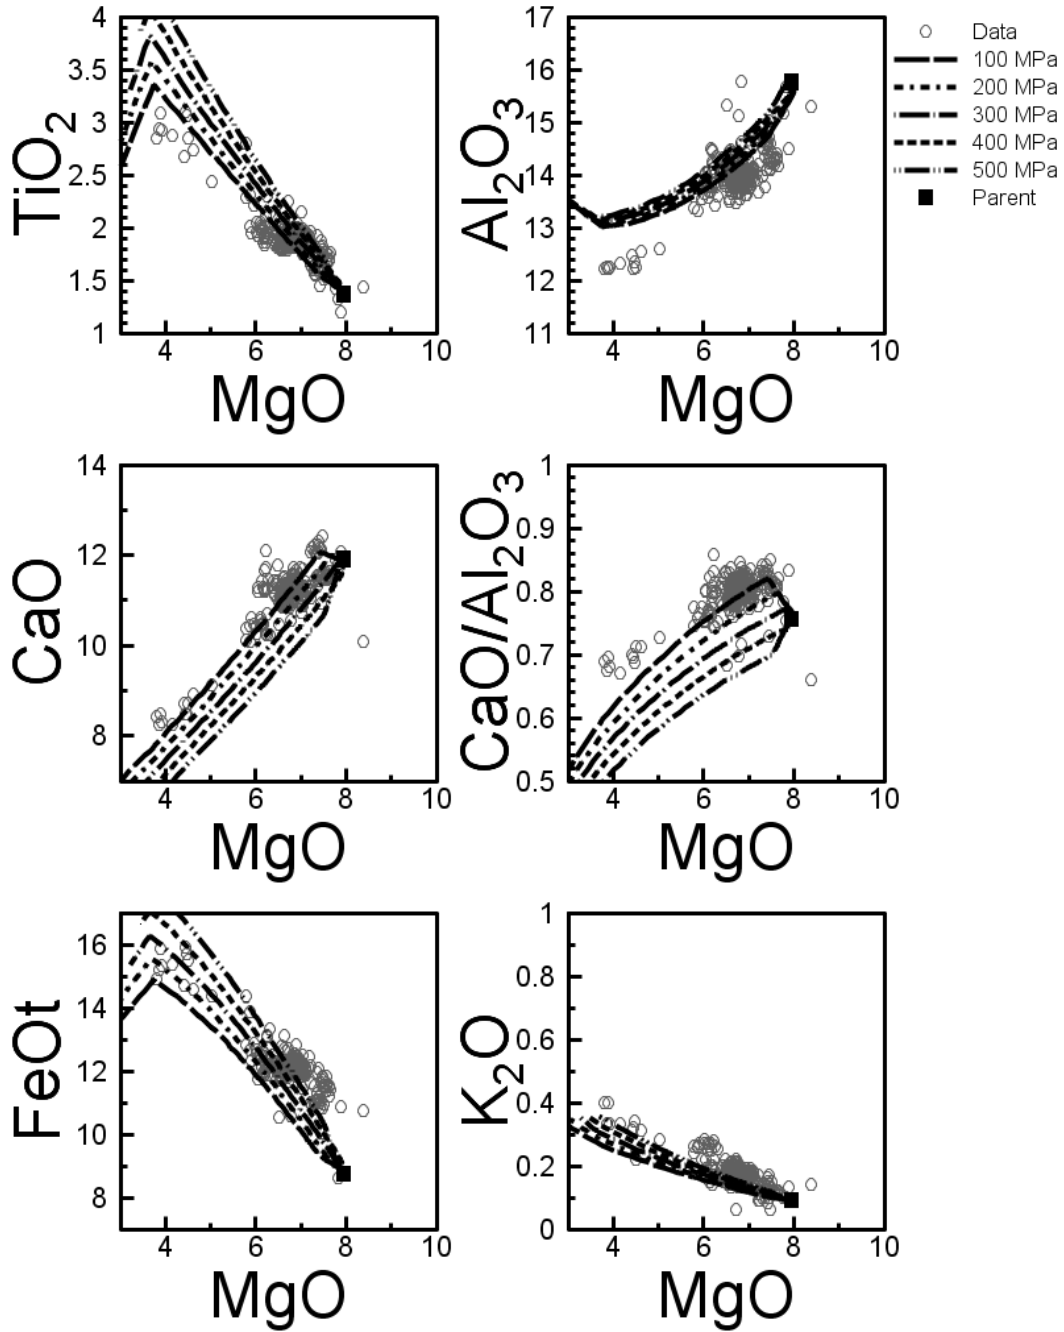 TiO2
4
3.5
3
2.5
2
1.5
1
4 6 8 10
MgO
Al2O3
17
16
15
14
13
12
11
4 6 8 10
MgO
Data
100 MPa
200 MPa
300 MPa
400 MPa
500 MPa
Parent
CaO
14
12
10
8
4 6 8 10
MgO
CaO/Al2O3
1
0.9
0.8
0.7
0.6
0.5
4 6 8 10
MgO
FeOt
16
14
12
10
8
4 6 8 10
MgO
K2O
1
0.8
0.6
0.4
0.2
0
4 6 8 10
MgO